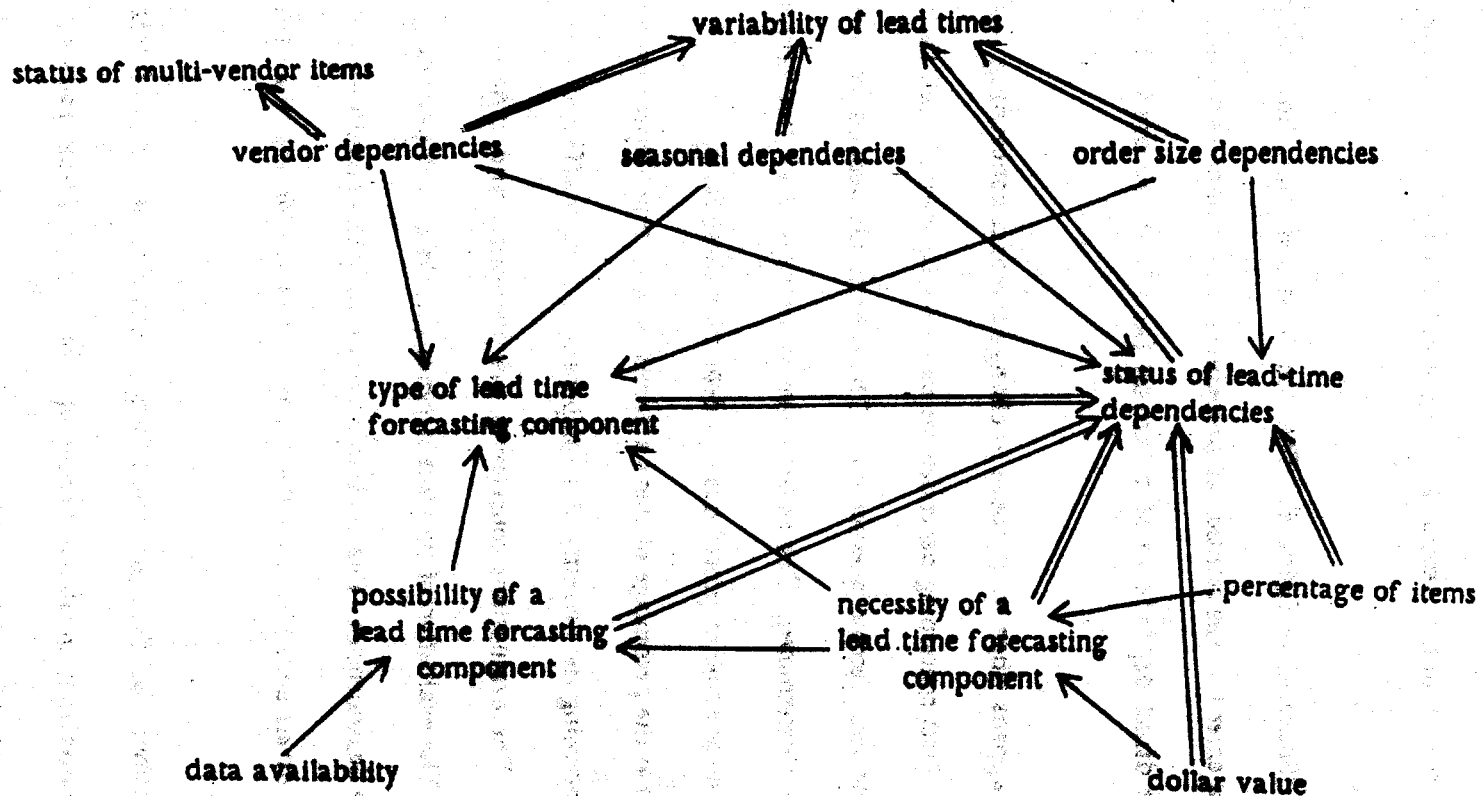 variability of lead times
status of multi-vendor items
vendor dependencies
seasonal dependencies
order size dependencies
type of lead time
forecasting component
status of lead-time
dependencies
possibility of a
lead time forcasting
component
necessity of a
lead time forecasting
component
percentage of items
data availability
dollar value